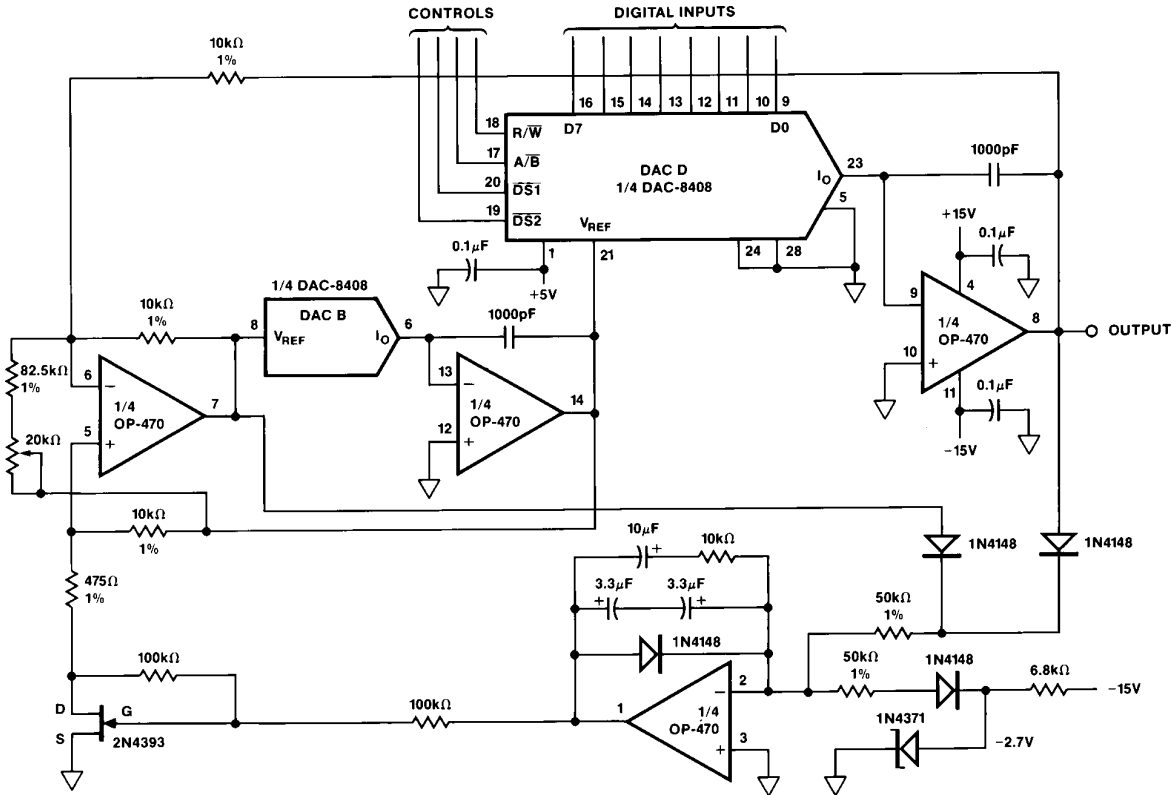 CONTROLS
DIGITAL INPUTS
10kΩ
1%
16 15 14 13 12 11 10 9
D7
D0
18
R/W̅
17
A/B̅
20
D̅S̅1̅
19
D̅S̅2̅
DAC D
1/4 DAC-8408
VREF
IO
23
5
1000pF
0.1µF
1
21
24
28
+5V
+15V
0.1µF
4
9
−
1/4
OP-470
8
OUTPUT
10
+
11
0.1µF
−15V
1/4 DAC-8408
DAC B
8
VREF
IO
6
1000pF
10kΩ
1%
82.5kΩ
1%
6
−
1/4
OP-470
7
5
+
13
−
1/4
OP-470
14
12
+
20kΩ
10kΩ
1%
475Ω
1%
10µF
+
10kΩ
3.3µF
+
3.3µF
+
1N4148
1N4148
1N4148
50kΩ
1%
100kΩ
D
G
S
2N4393
100kΩ
1
2
−
1/4
OP-470
3
+
50kΩ
1%
1N4148
6.8kΩ
−15V
1N4371
−2.7V